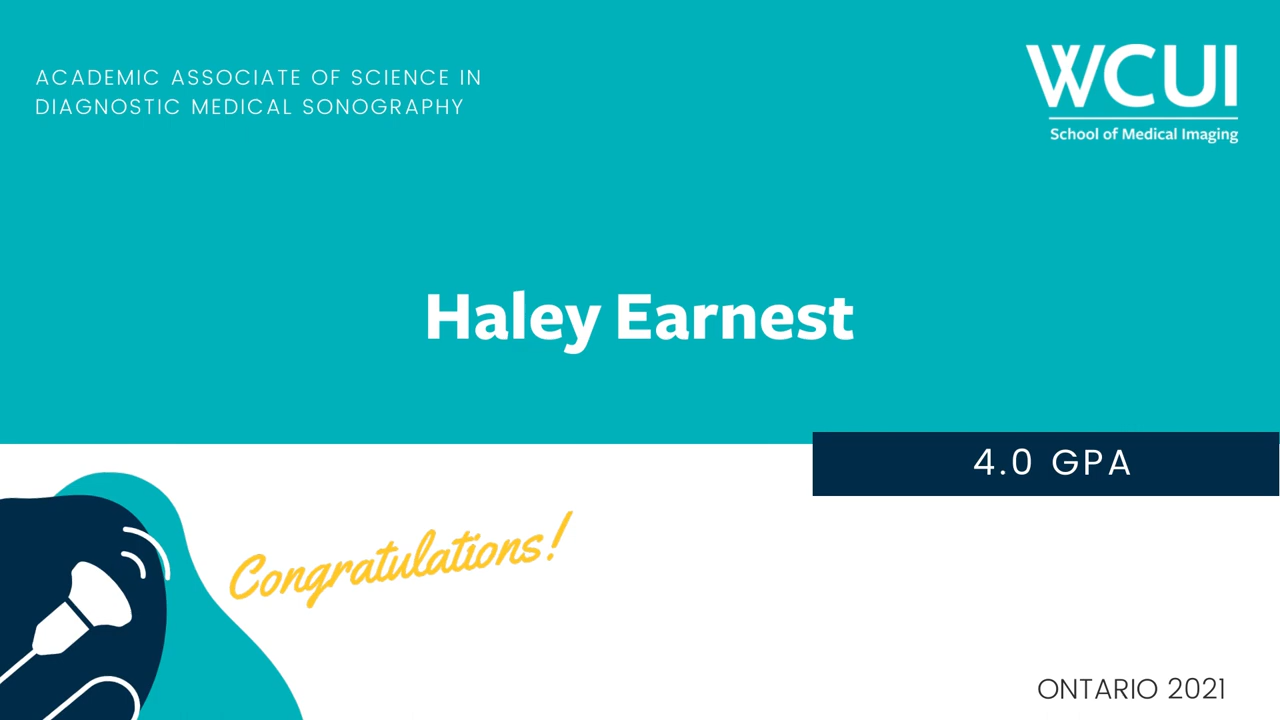 ACADEMIC ASSOCIATE OF SCIENCE IN
DIAGNOSTIC MEDICAL SONOGRAPHY
WCUI
School of Medical Imaging
Haley Earnest
4.0 GPA
Congratulations!
ONTARIO 2021